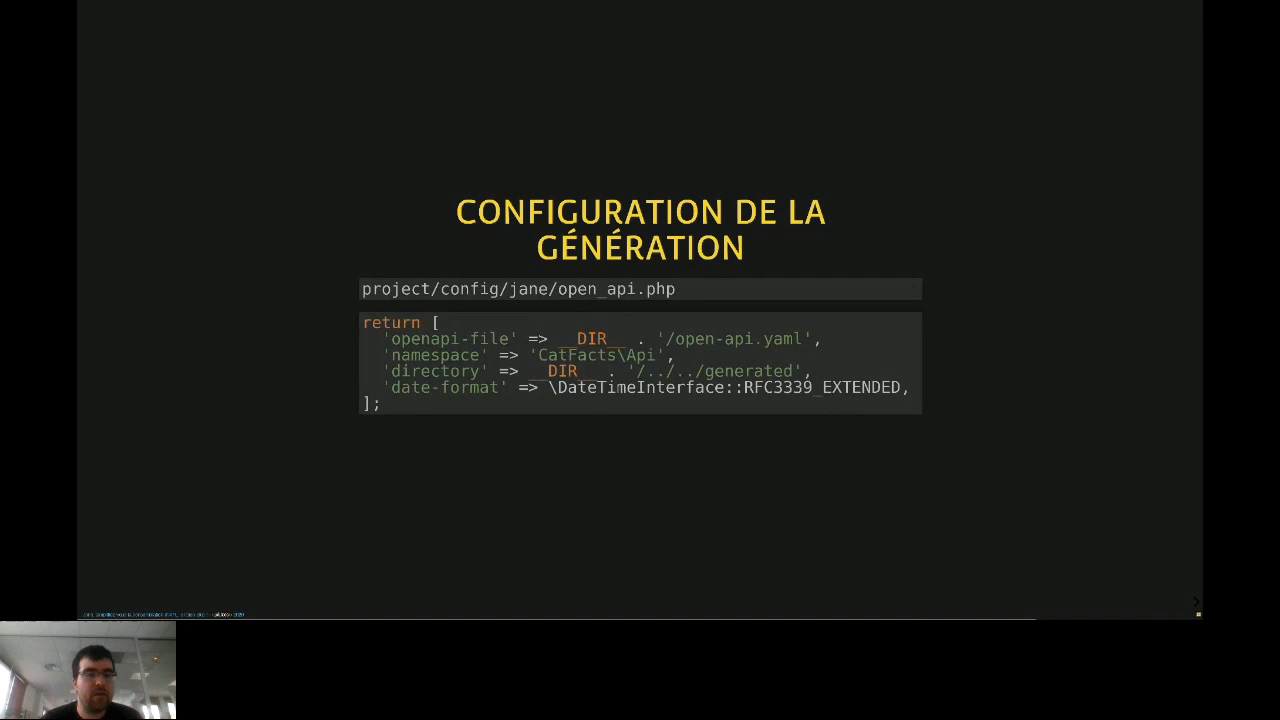 CONFIGURATION DE LA
GÉNÉRATION
project/config/jane/open_api.php
return [
'openapi-file' => __DIR__ . '/open-api.yaml',
'namespace' => 'CatFacts\Api',
'directory' => __DIR__ . '/../../generated',
'date-format' => \DateTimeInterface::RFC3339_EXTENDED,
];